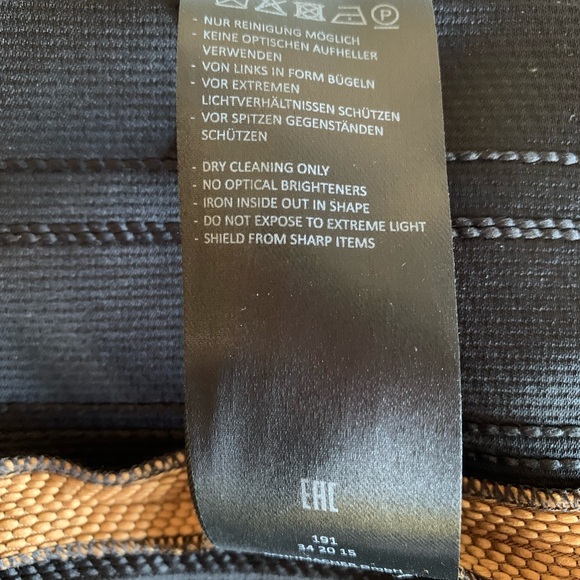 - NUR REINIGUNG MÖGLICH
- KEINE OPTISCHEN AUFHELLER
VERWENDEN
- VON LINKS IN FORM BÜGELN
- VOR EXTREMEN
LICHTVERHÄLTNISSEN SCHÜTZEN
- VOR SPITZEN GEGENSTÄNDEN
SCHÜTZEN
- DRY CLEANING ONLY
- NO OPTICAL BRIGHTENERS
- IRON INSIDE OUT IN SHAPE
- DO NOT EXPOSE TO EXTREME LIGHT
- SHIELD FROM SHARP ITEMS
EAC
191
34 20 15